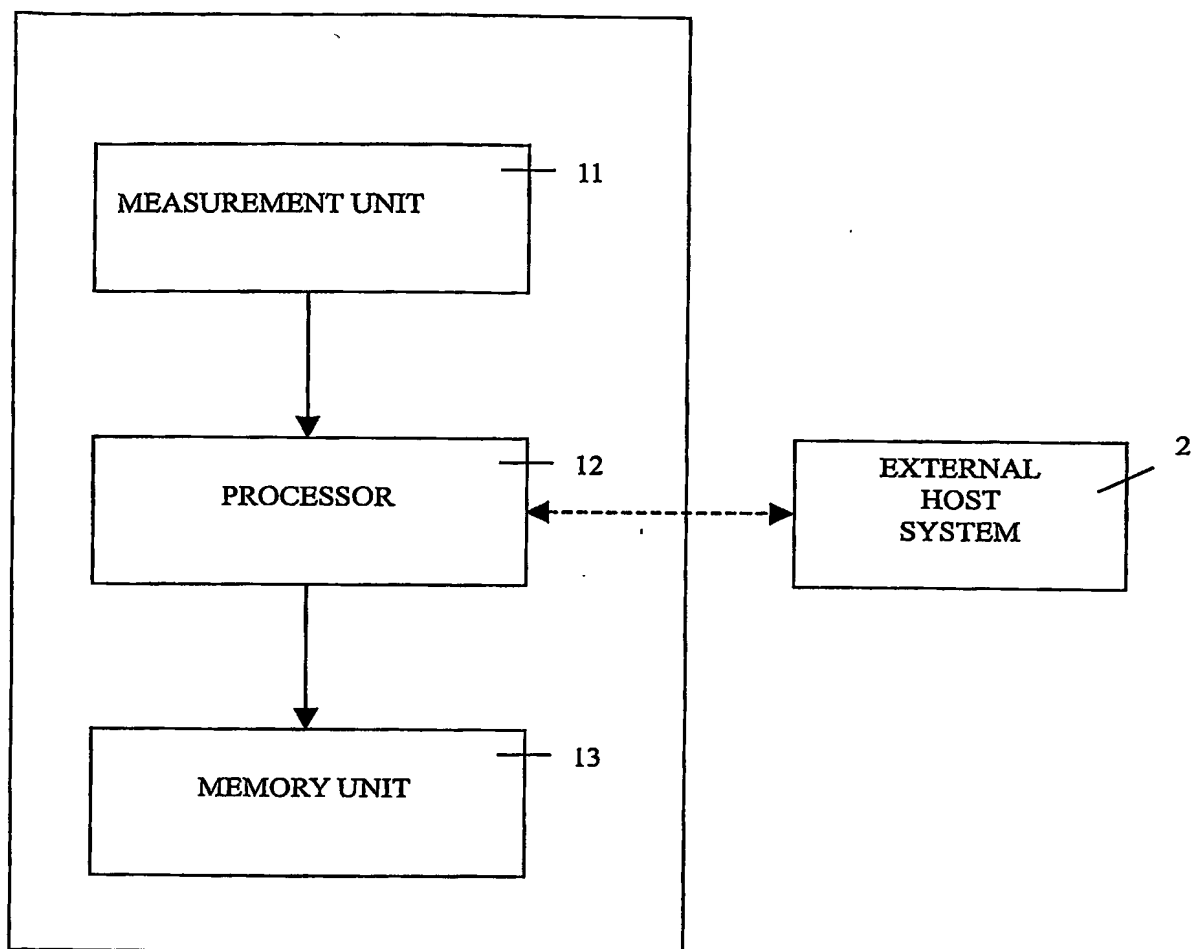 11
MEASUREMENT UNIT
12
PROCESSOR
2
EXTERNAL
HOST
SYSTEM
13
MEMORY UNIT